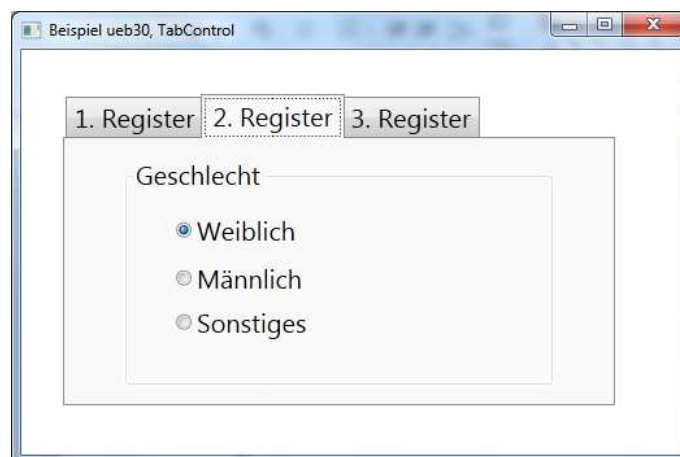 Beispiel ueb30, TabControl
1. Register 2. Register 3. Register
Geschlecht
Weiblich
Männlich
Sonstiges